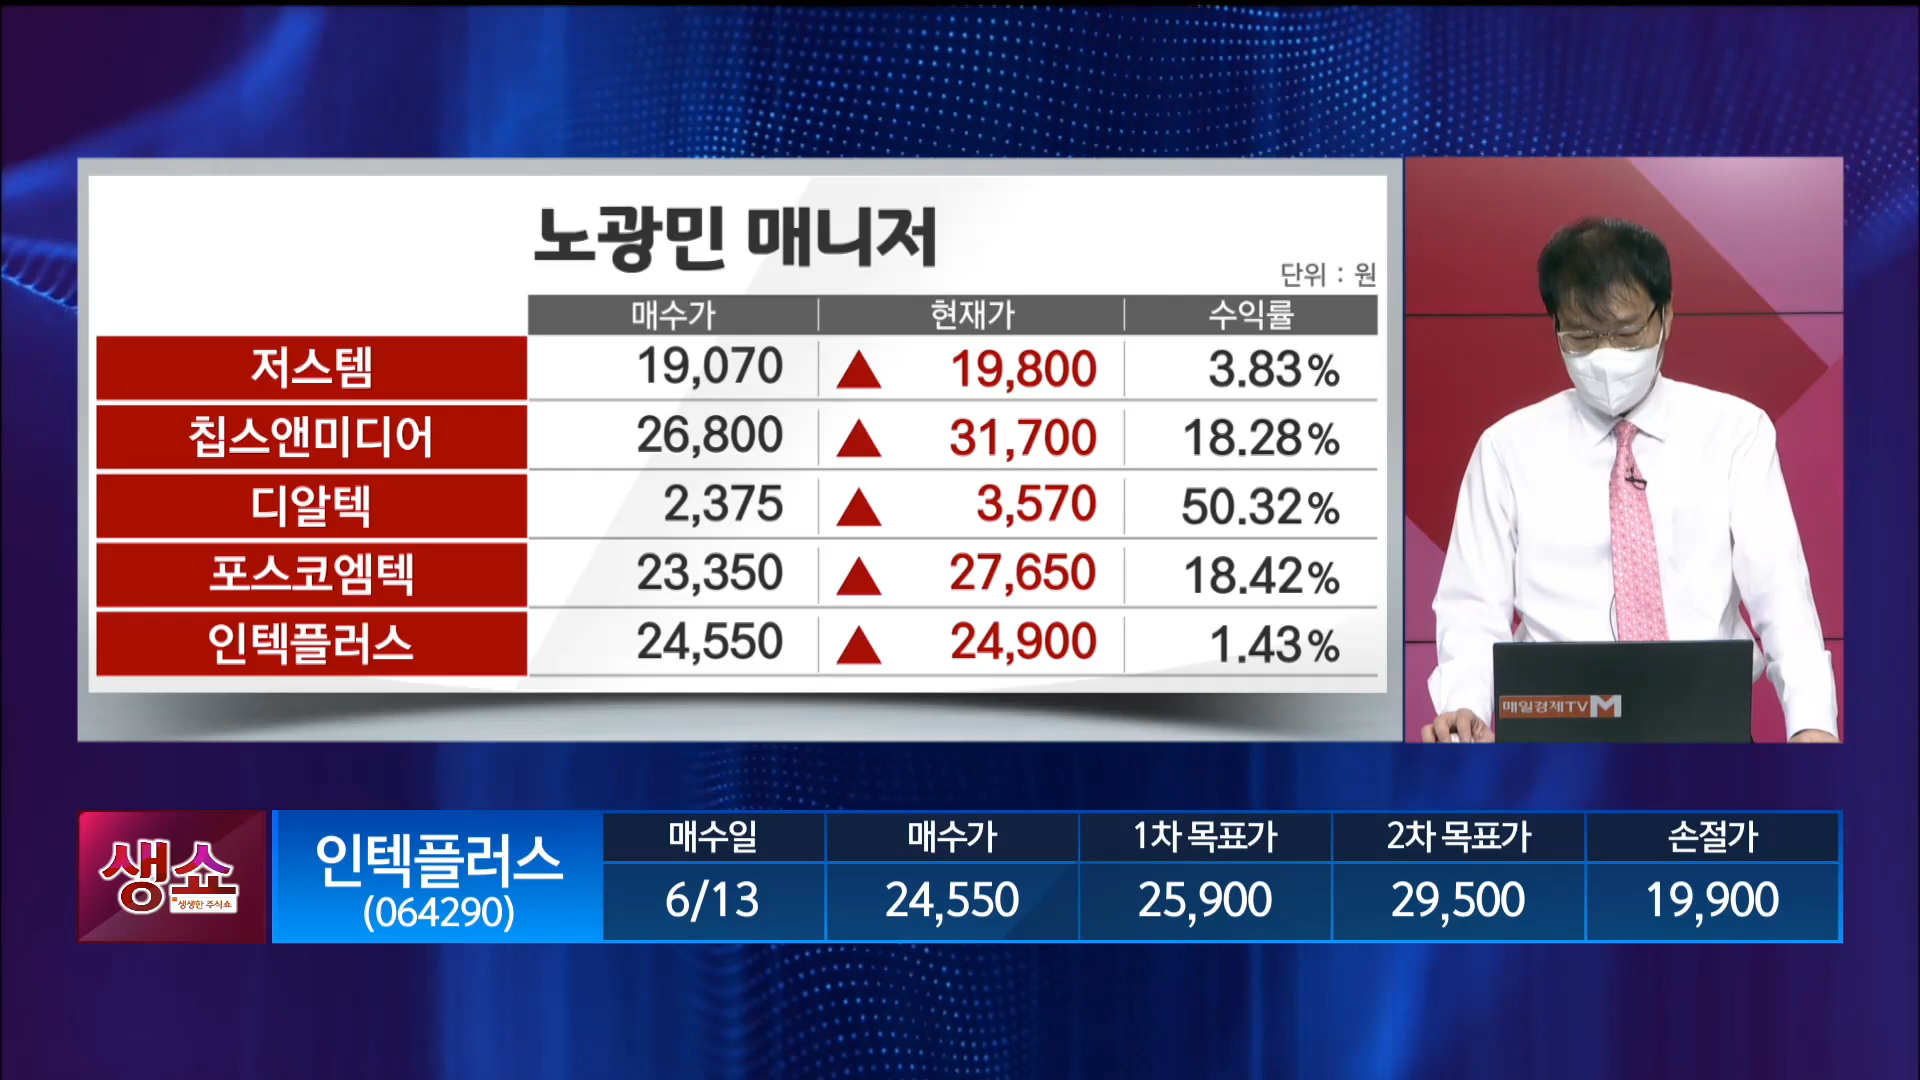 노광민 매니저
단위 : 원
매수가 현재가 수익률
저스템 19,070 ▲ 19,800 3.83%
칩스앤미디어 26,800 ▲ 31,700 18.28%
디알텍 2,375 ▲ 3,570 50.32%
포스코엠텍 23,350 ▲ 27,650 18.42%
인텍플러스 24,550 ▲ 24,900 1.43%
매일경제TV M
생쇼
생생한 주식쇼
인텍플러스
(064290)
매수일 매수가 1차 목표가 2차 목표가 손절가
6/13 24,550 25,900 29,500 19,900